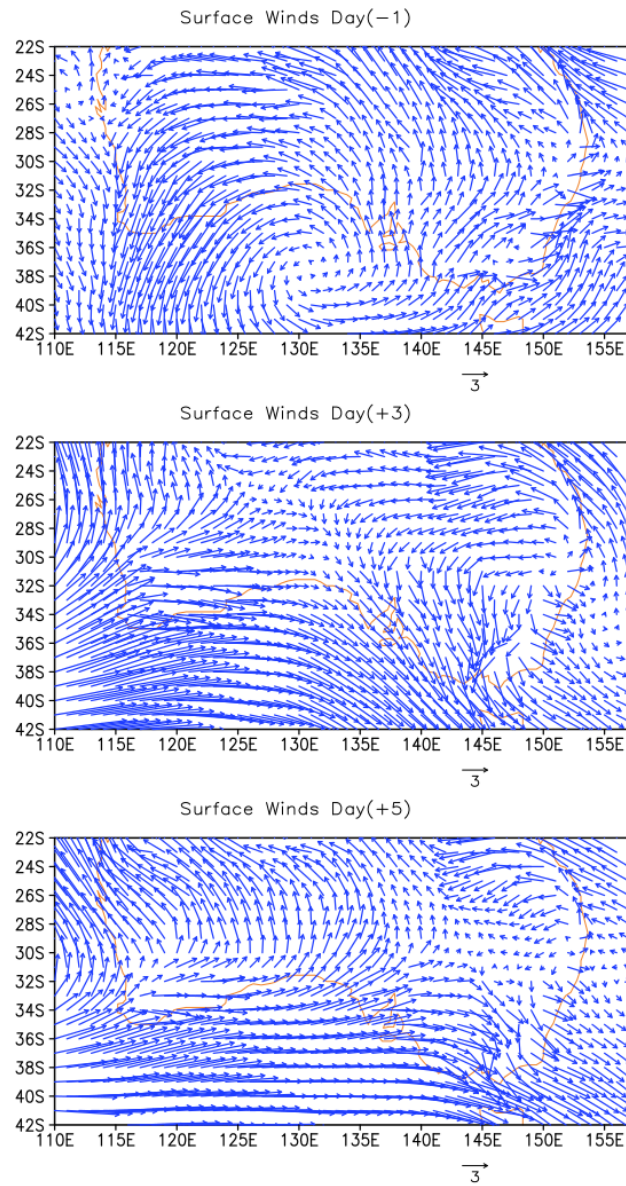 Surface Winds Day(−1)
22S
24S
26S
28S
30S
32S
34S
36S
38S
40S
42S
110E 115E 120E 125E 130E 135E 140E 145E 150E 155E
3
Surface Winds Day(+3)
22S
24S
26S
28S
30S
32S
34S
36S
38S
40S
42S
110E 115E 120E 125E 130E 135E 140E 145E 150E 155E
3
Surface Winds Day(+5)
22S
24S
26S
28S
30S
32S
34S
36S
38S
40S
42S
110E 115E 120E 125E 130E 135E 140E 145E 150E 155E
3